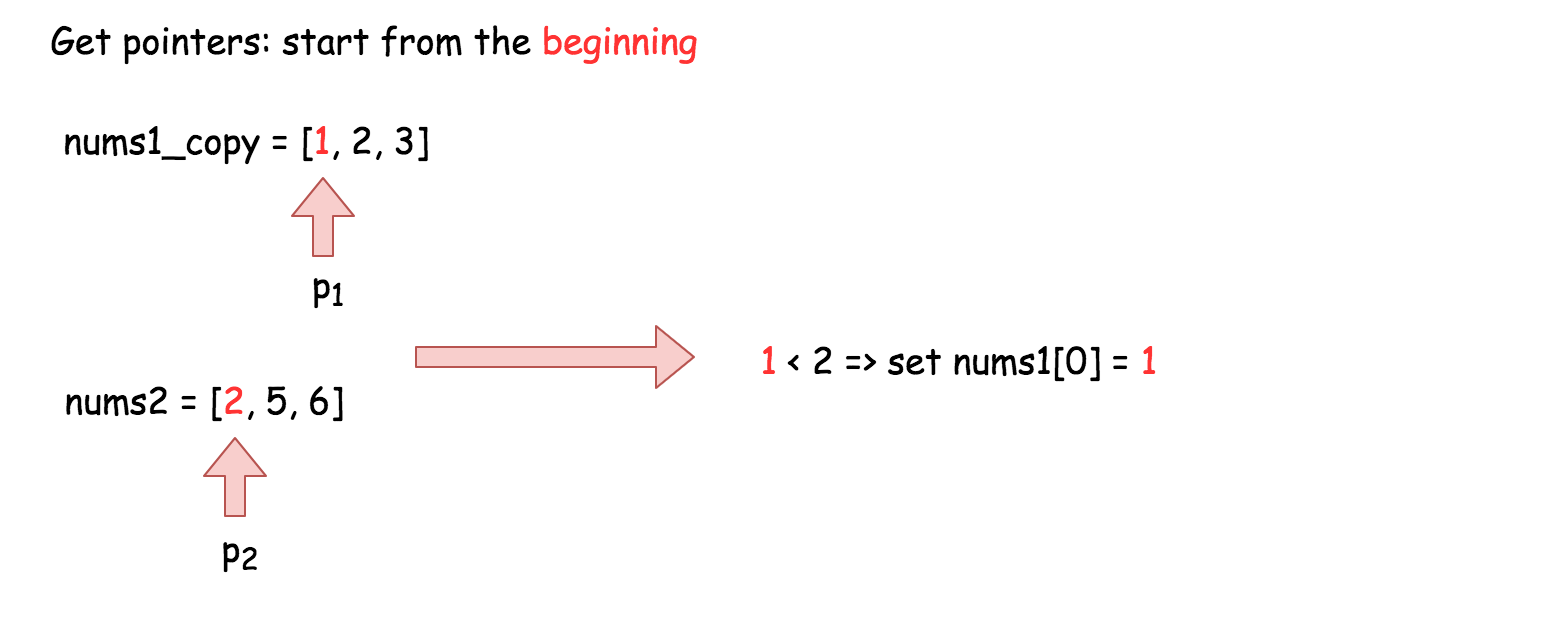 Get pointers: start from the beginning
nums1_copy = [1, 2, 3]
p1
1 < 2 => set nums1[0] = 1
nums2 = [2, 5, 6]
p2